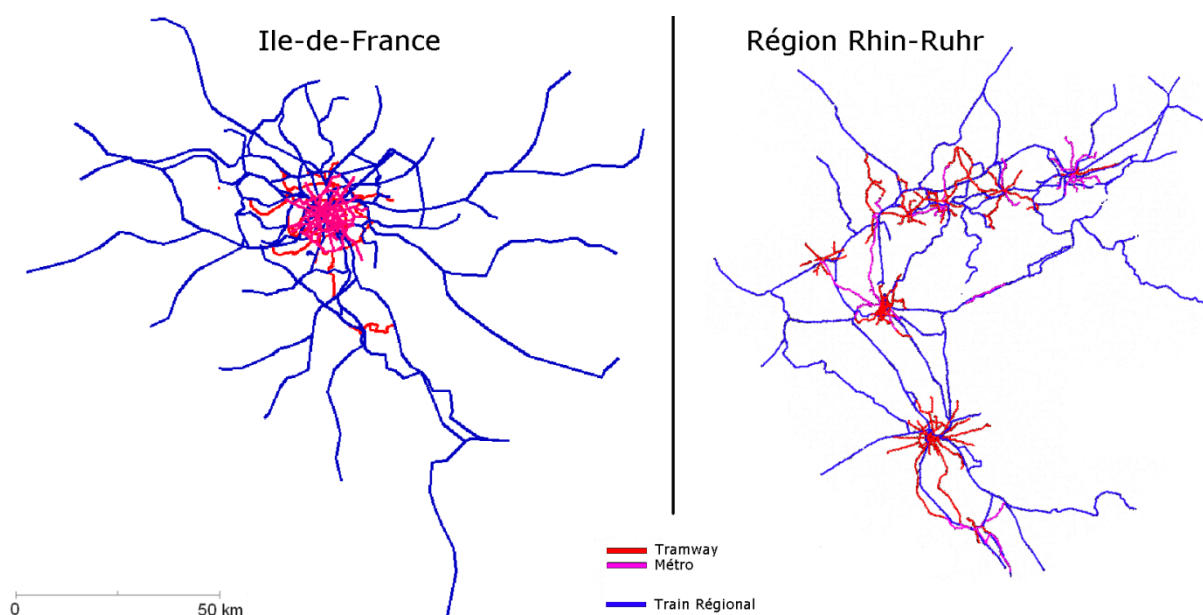 Ile-de-France
Région Rhin-Ruhr
Tramway
Métro
Train Régional
0 50 km